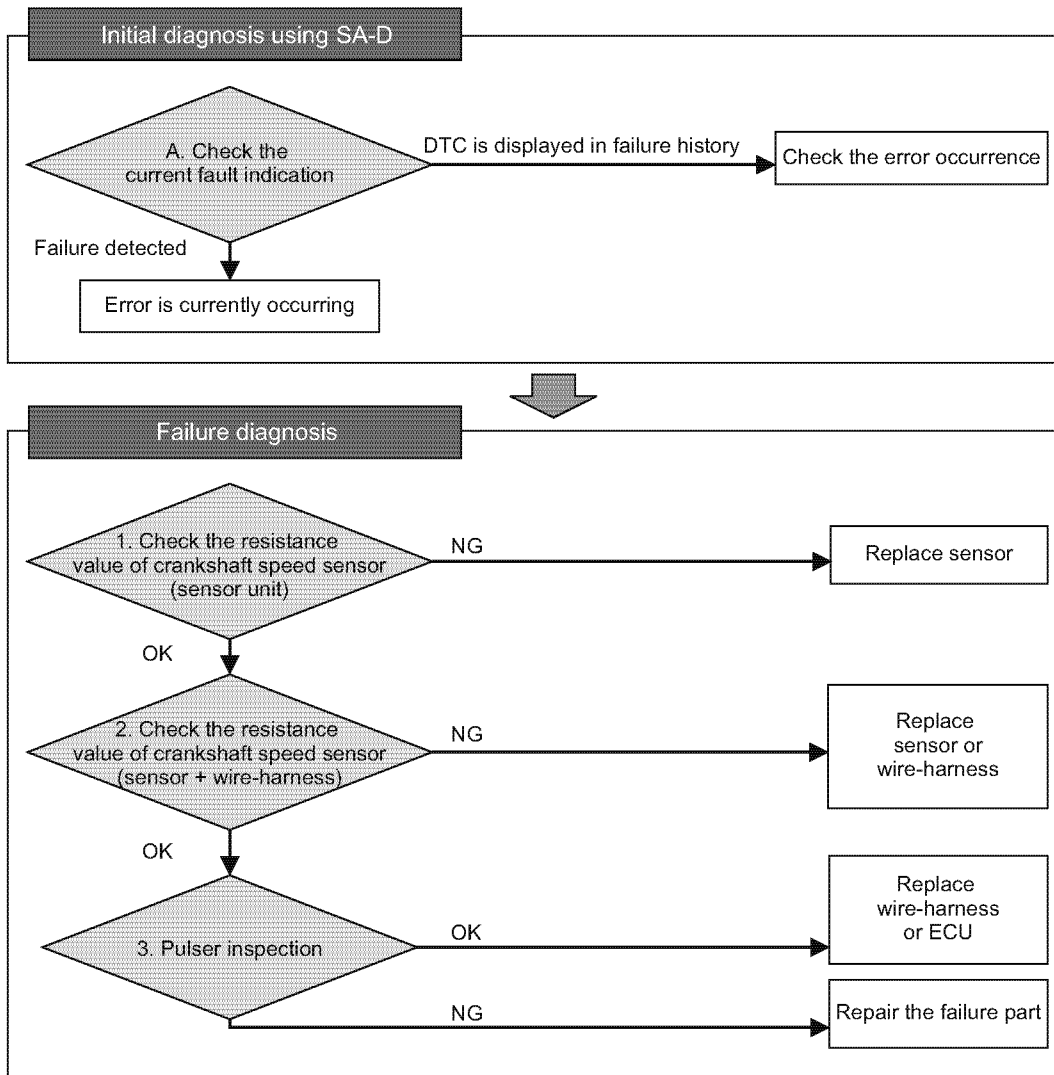 Initial diagnosis using SA-D
A. Check the
current fault indication
DTC is displayed in failure history
Check the error occurrence
Failure detected
Error is currently occurring
Failure diagnosis
1. Check the resistance
value of crankshaft speed sensor
(sensor unit)
NG
Replace sensor
OK
2. Check the resistance
value of crankshaft speed sensor
(sensor + wire-harness)
NG
Replace
sensor or
wire-harness
OK
3. Pulser inspection
OK
Replace
wire-harness
or ECU
NG
Repair the failure part